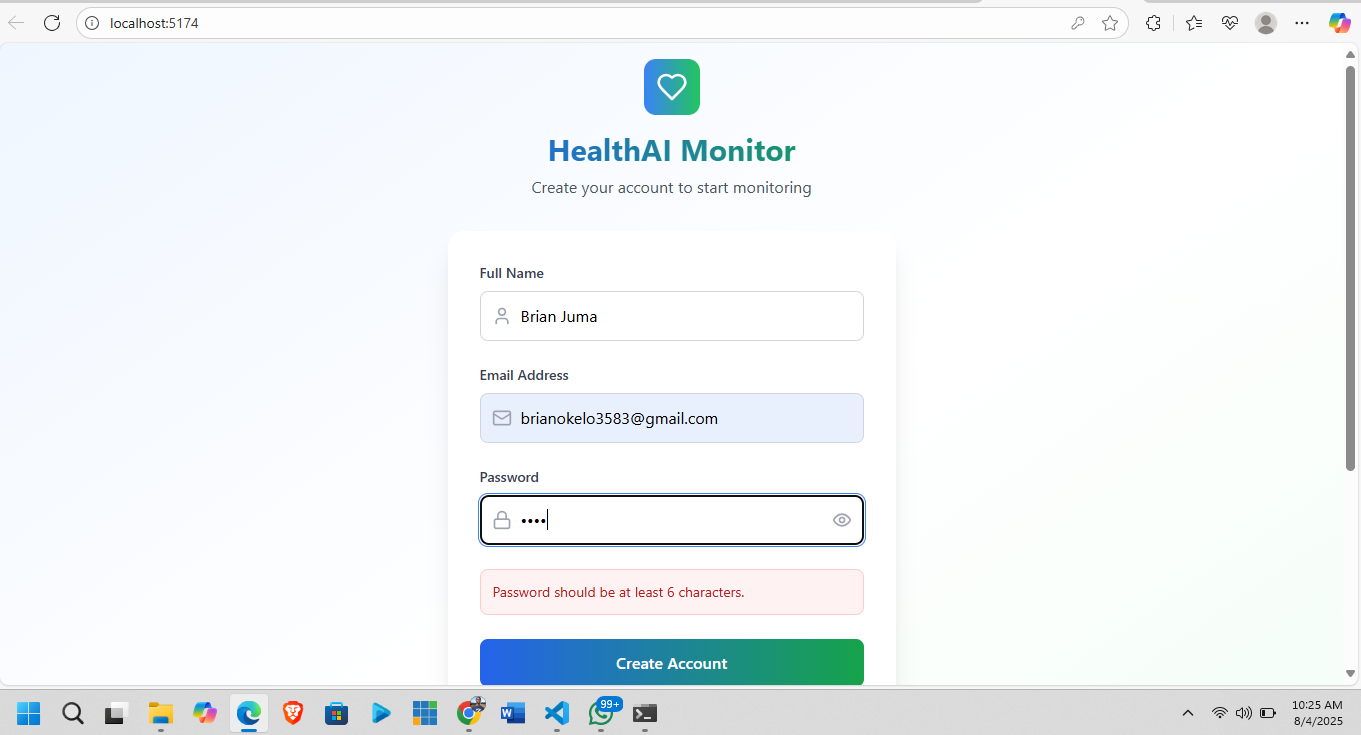 localhost:5174
HealthAI Monitor
Create your account to start monitoring
Full Name
Brian Juma
Email Address
brianokelo3583@gmail.com
Password
••••
Password should be at least 6 characters.
Create Account
99+
10:25 AM
8/4/2025